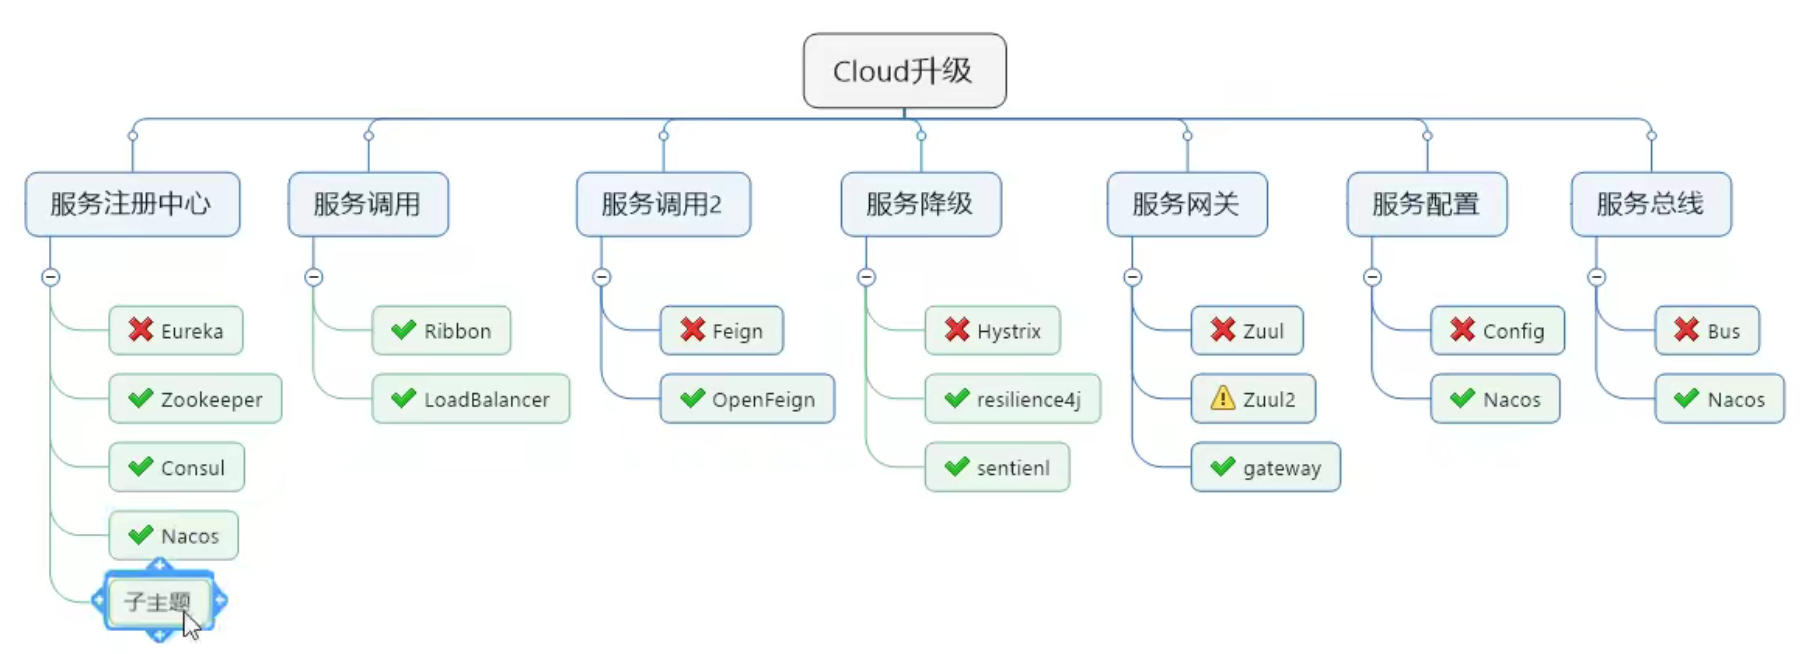 Cloud升级
服务注册中心
Eureka
Zookeeper
Consul
Nacos
子主题
服务调用
Ribbon
LoadBalancer
服务调用2
Feign
OpenFeign
服务降级
Hystrix
resilience4j
sentienl
服务网关
Zuul
Zuul2
gateway
服务配置
Config
Nacos
服务总线
Bus
Nacos